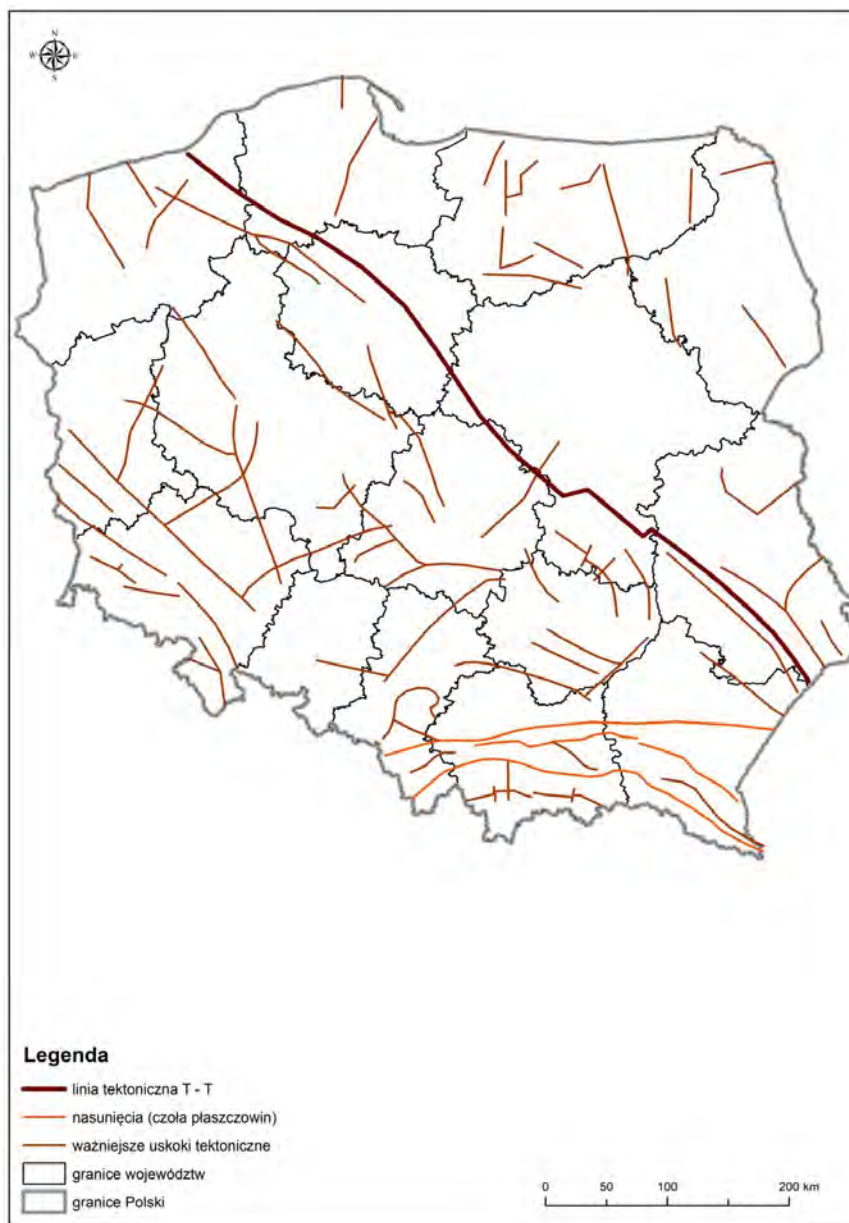 N
W E
S
Legenda
linia tektoniczna T - T
nasunięcia (czoła płaszczowin)
ważniejsze uskoki tektoniczne
granice województw
granice Polski
0 50 100 200 km